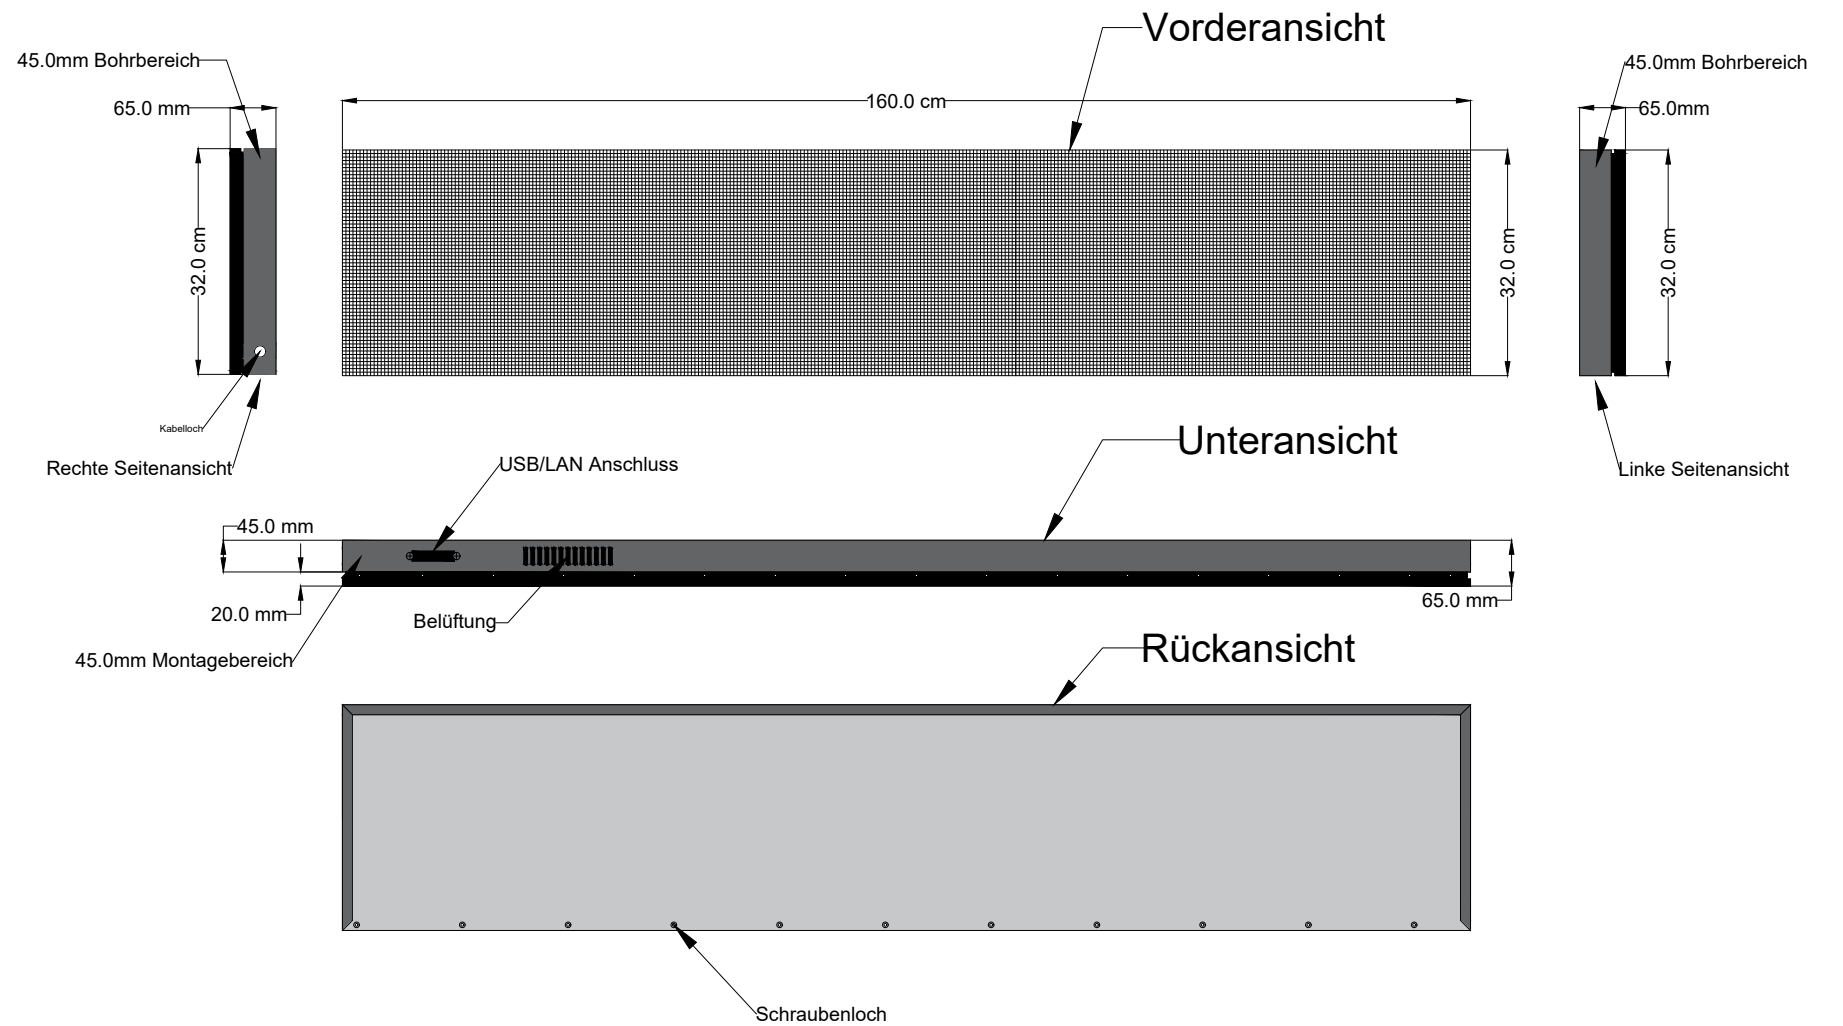 Vorderansicht
45.0mm Bohrbereich
45.0mm Bohrbereich
65.0 mm
160.0 cm
65.0mm
32.0 cm
32.0 cm
32.0 cm
Kabelloch
Rechte Seitenansicht
USB/LAN Anschluss
Unteransicht
Linke Seitenansicht
45.0 mm
20.0 mm
Belüftung
65.0 mm
45.0mm Montagebereich
Rückansicht
Schraubenloch